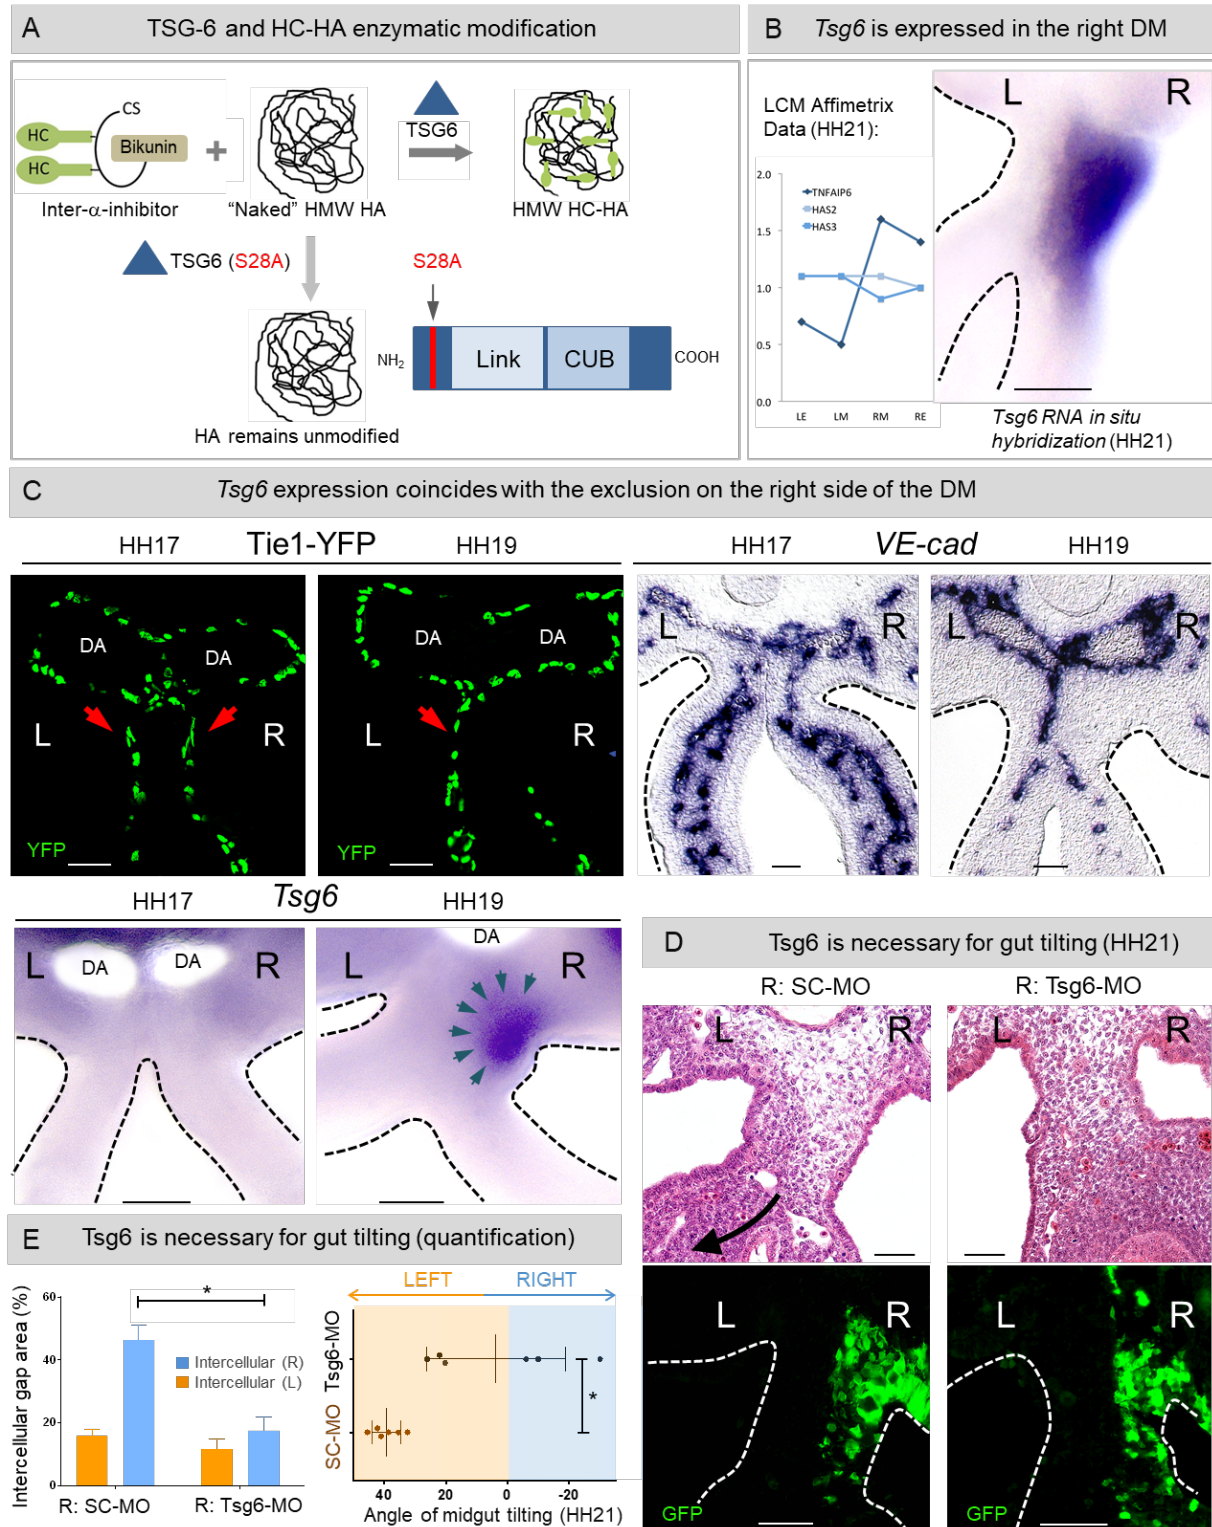 A TSG-6 and HC-HA enzymatic modification
HC
HC
CS
Bikunin
+
Inter-α-inhibitor
"Naked" HMW HA
TSG6
HMW HC-HA
TSG6 (S28A)
S28A
NH2
Link
CUB
COOH
HA remains unmodified
B Tsg6 is expressed in the right DM
LCM Affimetrix
Data (HH21):
2.0
1.5
1.0
0.5
0.0
TNFAIP6
HAS2
HAS3
LE LM RM RE
L R
Tsg6 RNA in situ
hybridization (HH21)
C Tsg6 expression coincides with the exclusion on the right side of the DM
HH17 Tie1-YFP HH19
HH17 VE-cad HH19
DA DA
L R
YFP
DA DA
L R
YFP
L R
L R
HH17 Tsg6 HH19
L DA DA R
L DA R
D Tsg6 is necessary for gut tilting (HH21)
R: SC-MO R: Tsg6-MO
L R
L R
L R
GFP
L R
GFP
E Tsg6 is necessary for gut tilting (quantification)
Intercellular gap area (%)
60
40
20
0
*
Intercellular (R)
Intercellular (L)
R: SC-MO R: Tsg6-MO
LEFT RIGHT
SC-MO Tsg6-MO
*
40 20 0 -20
Angle of midgut tilting (HH21)